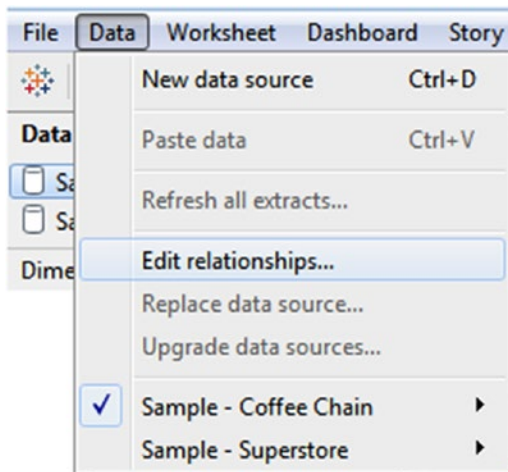 File Data Worksheet Dashboard Story
New data source Ctrl+D
Data
Paste data Ctrl+V
Refresh all extracts...
Edit relationships...
Replace data source...
Upgrade data sources...
Sample - Coffee Chain
Sample - Superstore